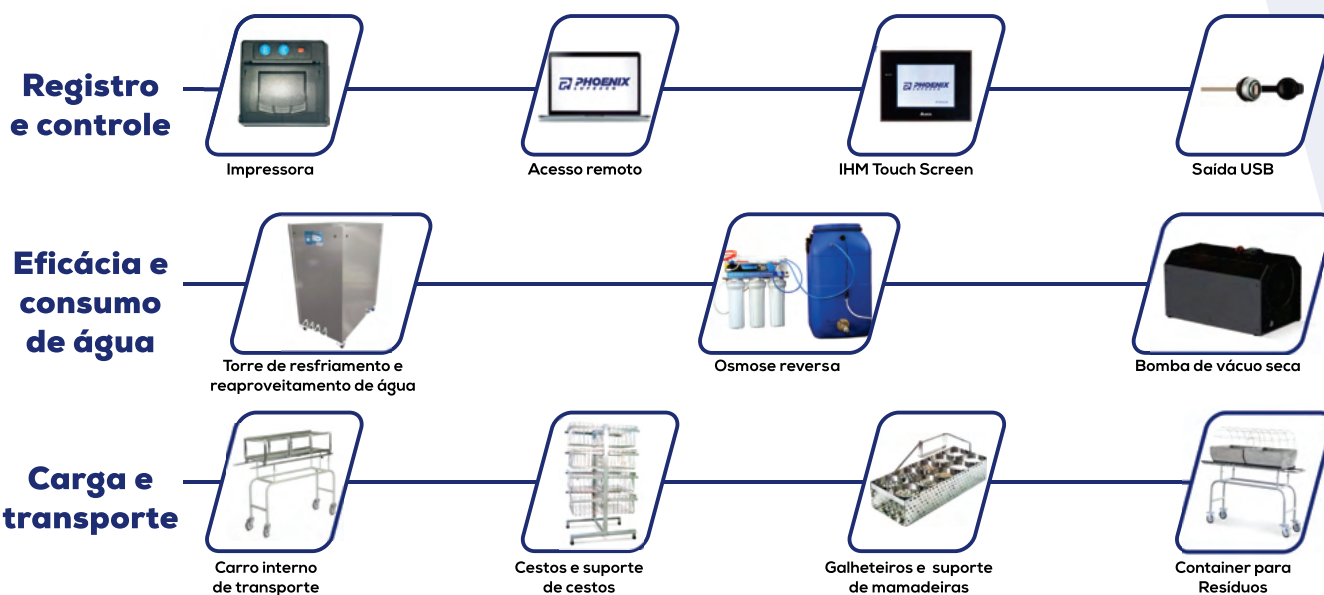 Registro
e controle
PHOENIX
LUFERCO
PHOENIX
LUFERCO
Impressora
Acesso remoto
IHM Touch Screen
Saída USB
Eficácia e
consumo
de água
Torre de resfriamento e
reaproveitamento de água
Osmose reversa
Bomba de vácuo seca
Carga e
transporte
Carro interno
de transporte
Cestos e suporte
de cestos
Galheteiros e suporte
de mamadeiras
Container para
Resíduos